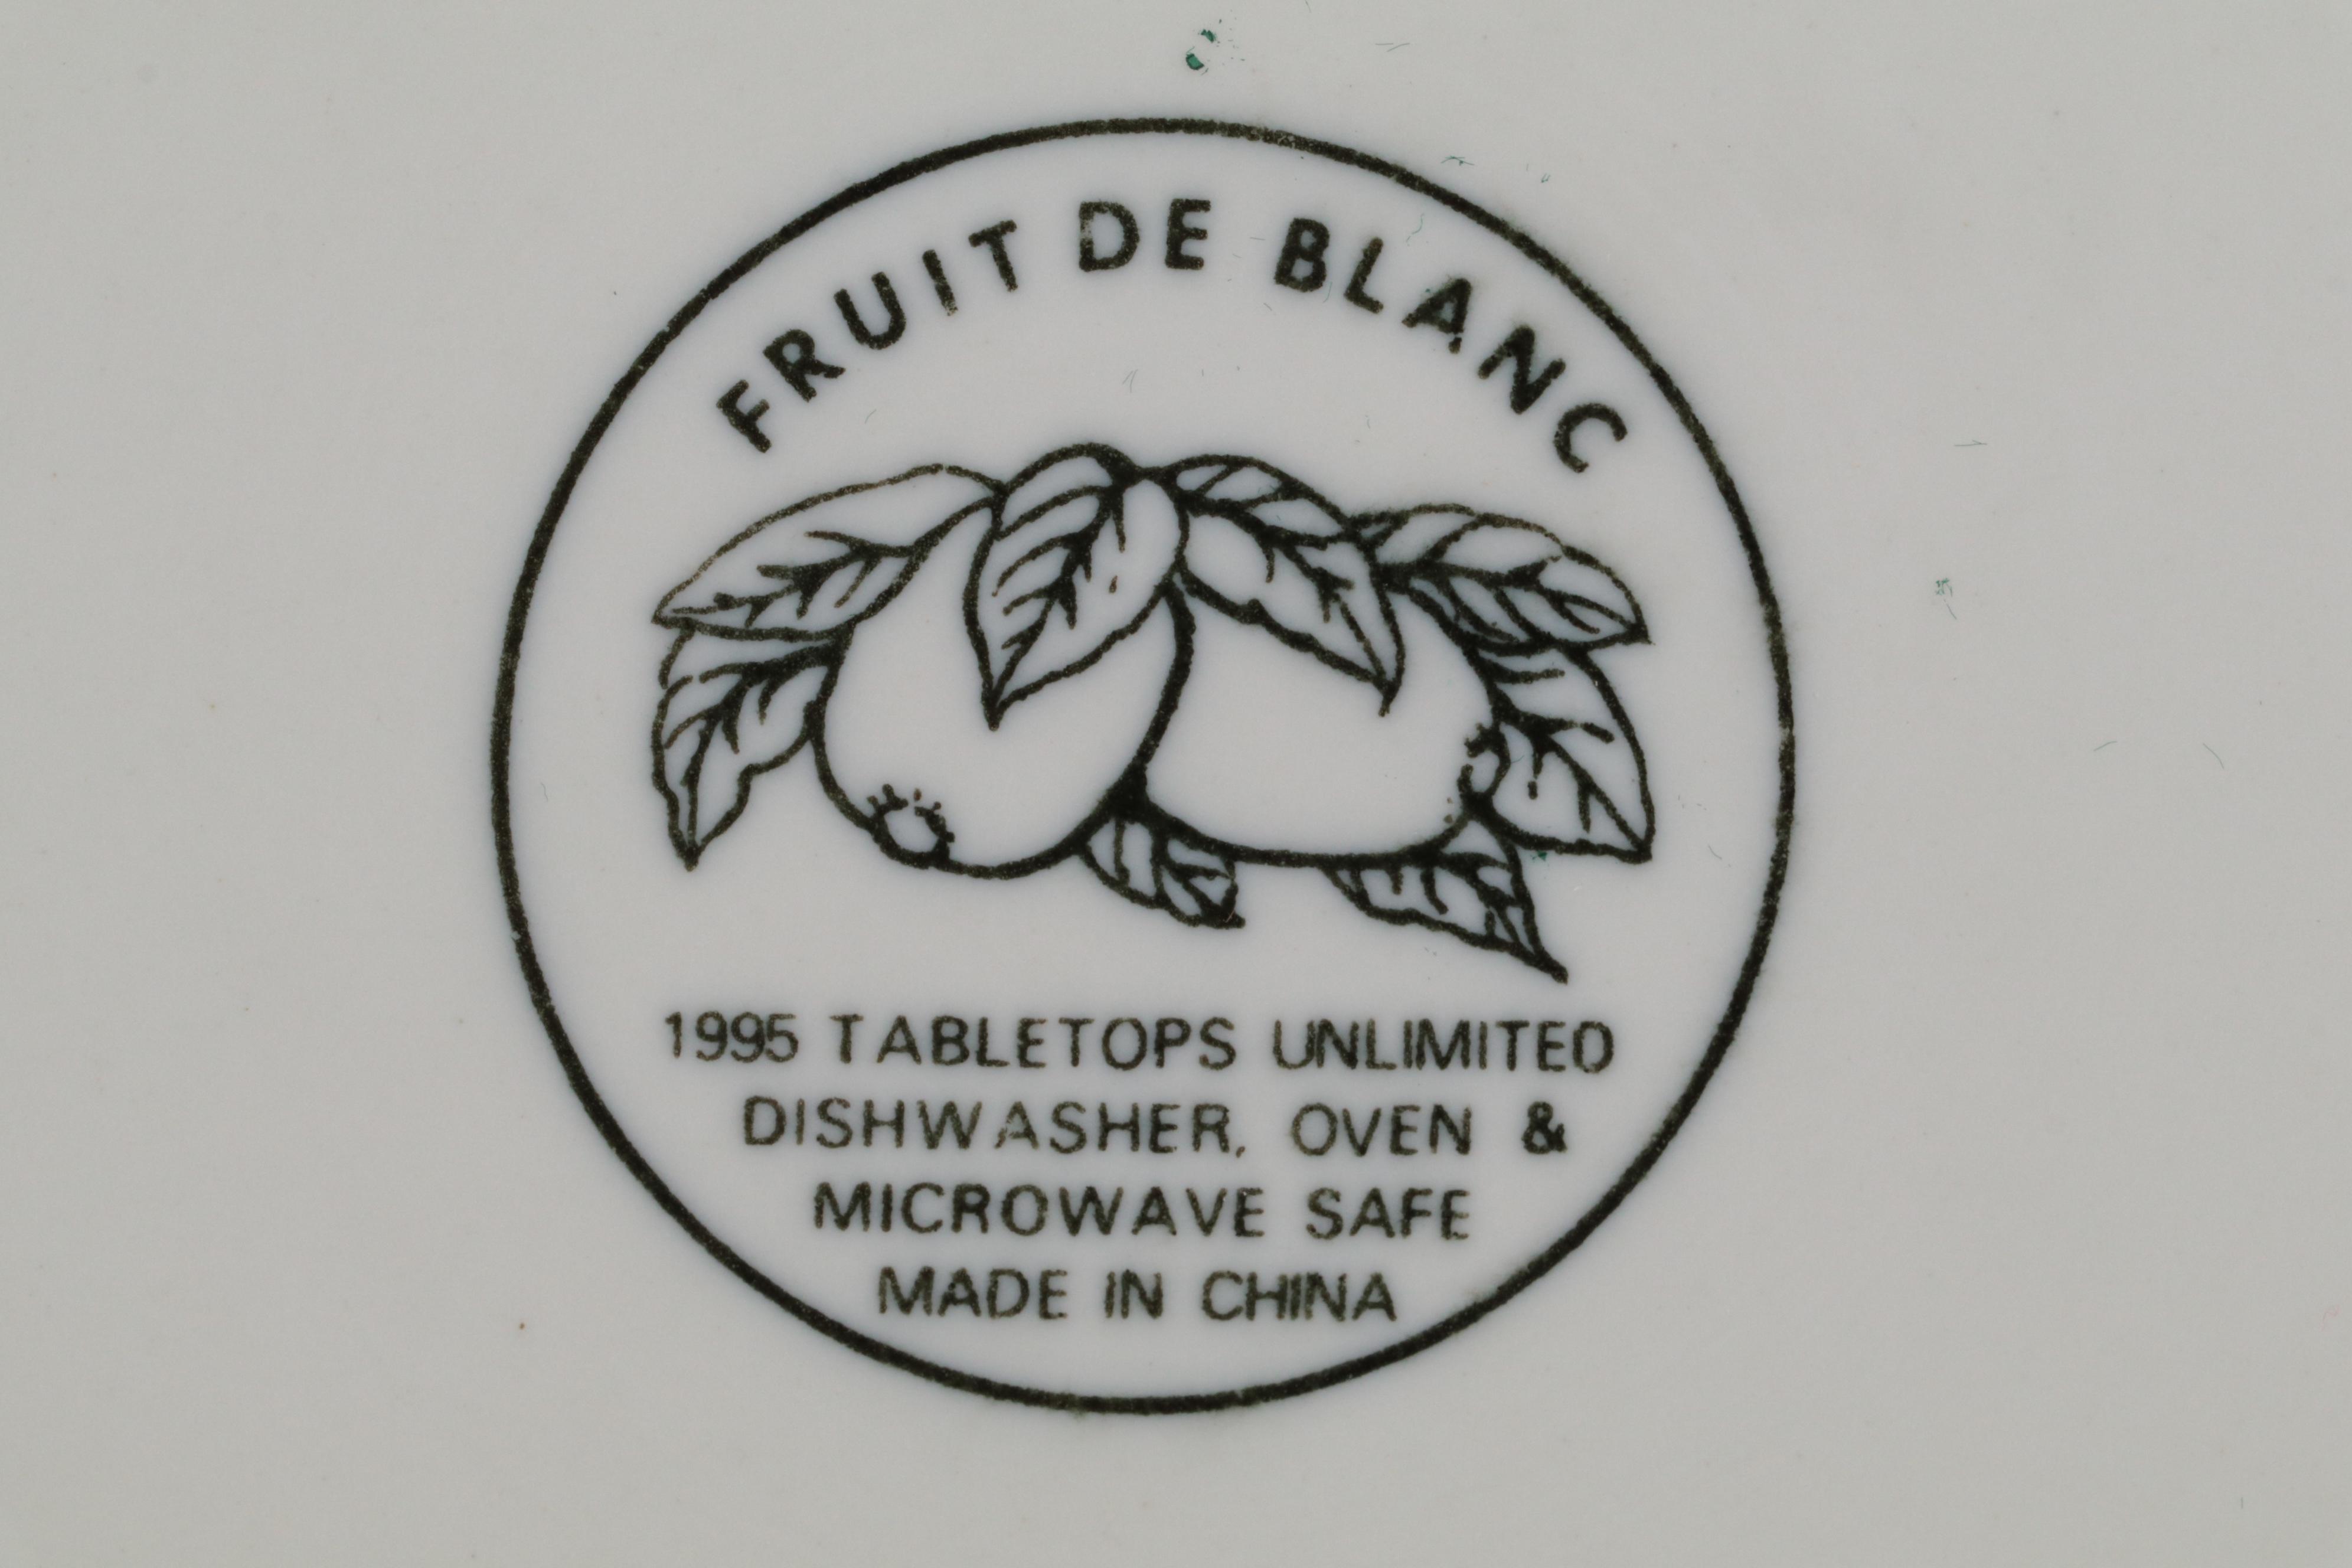 FRUIT DE BLANC
1995 TABLETOPS UNLIMITED
DISHWASHER, OVEN &
MICROWAVE SAFE
MADE IN CHINA